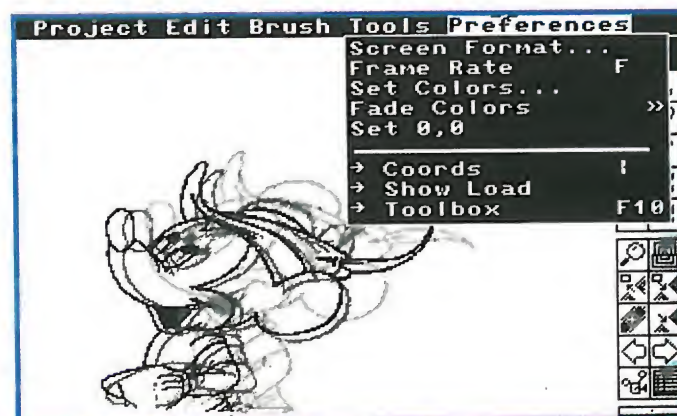 Project Edit Brush Tools Preferences
Screen Format...
Frame Rate F
Set Colors...
Fade Colors »
Set 0,0
→ Coords |
→ Show Load
→ Toolbox F10